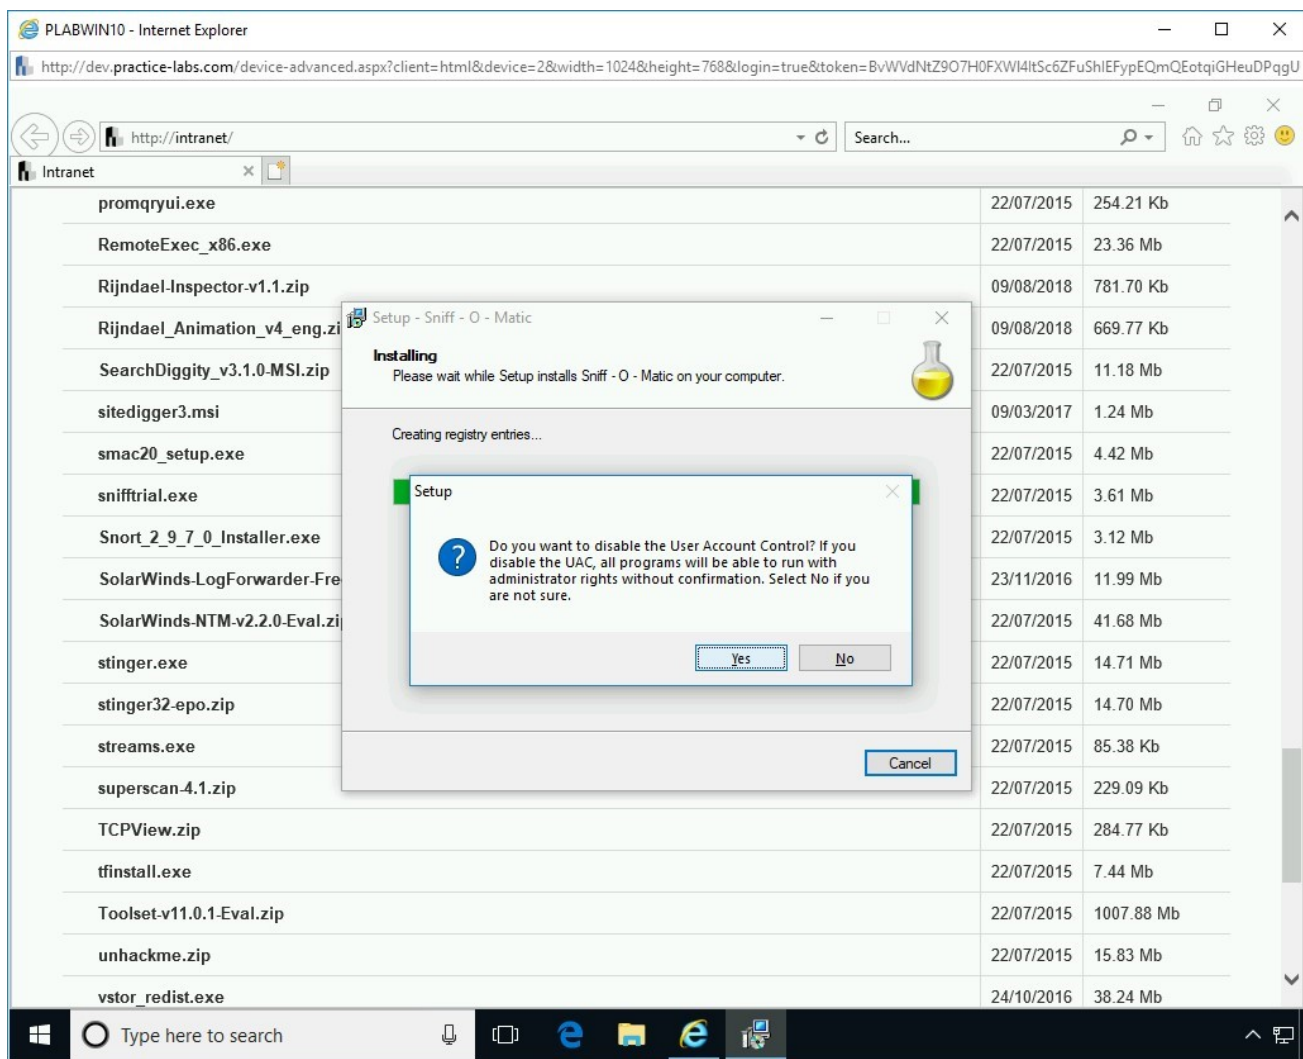 PLABWIN10 - Internet Explorer
http://dev.practice-labs.com/device-advanced.aspx?client=html&device=2&width=1024&height=768&login=true&token=BvWVdNtZ9O7H0FXWI4ItSc6ZFuShIEFypEQmQEotqiGHeuDPqgU
http://intranet/
Search...
Intranet
promqryui.exe 22/07/2015 254.21 Kb
RemoteExec_x86.exe 22/07/2015 23.36 Mb
Rijndael-Inspector-v1.1.zip 09/08/2018 781.70 Kb
Rijndael_Animation_v4_eng.zi 09/08/2018 669.77 Kb
SearchDiggity_v3.1.0-MSI.zip 22/07/2015 11.18 Mb
sitedigger3.msi 09/03/2017 1.24 Mb
smac20_setup.exe 22/07/2015 4.42 Mb
snifftrial.exe 22/07/2015 3.61 Mb
Snort_2_9_7_0_Installer.exe 22/07/2015 3.12 Mb
SolarWinds-LogForwarder-Fre 23/11/2016 11.99 Mb
SolarWinds-NTM-v2.2.0-Eval.zi 22/07/2015 41.68 Mb
stinger.exe 22/07/2015 14.71 Mb
stinger32-epo.zip 22/07/2015 14.70 Mb
streams.exe 22/07/2015 85.38 Kb
superscan-4.1.zip 22/07/2015 229.09 Kb
TCPView.zip 22/07/2015 284.77 Kb
tfinstall.exe 22/07/2015 7.44 Mb
Toolset-v11.0.1-Eval.zip 22/07/2015 1007.88 Mb
unhackme.zip 22/07/2015 15.83 Mb
vstor_redist.exe 24/10/2016 38.24 Mb
Setup - Sniff - O - Matic
Installing
Please wait while Setup installs Sniff - O - Matic on your computer.
Creating registry entries...
Setup
Do you want to disable the User Account Control? If you
disable the UAC, all programs will be able to run with
administrator rights without confirmation. Select No if you
are not sure.
Yes No
Cancel
Type here to search